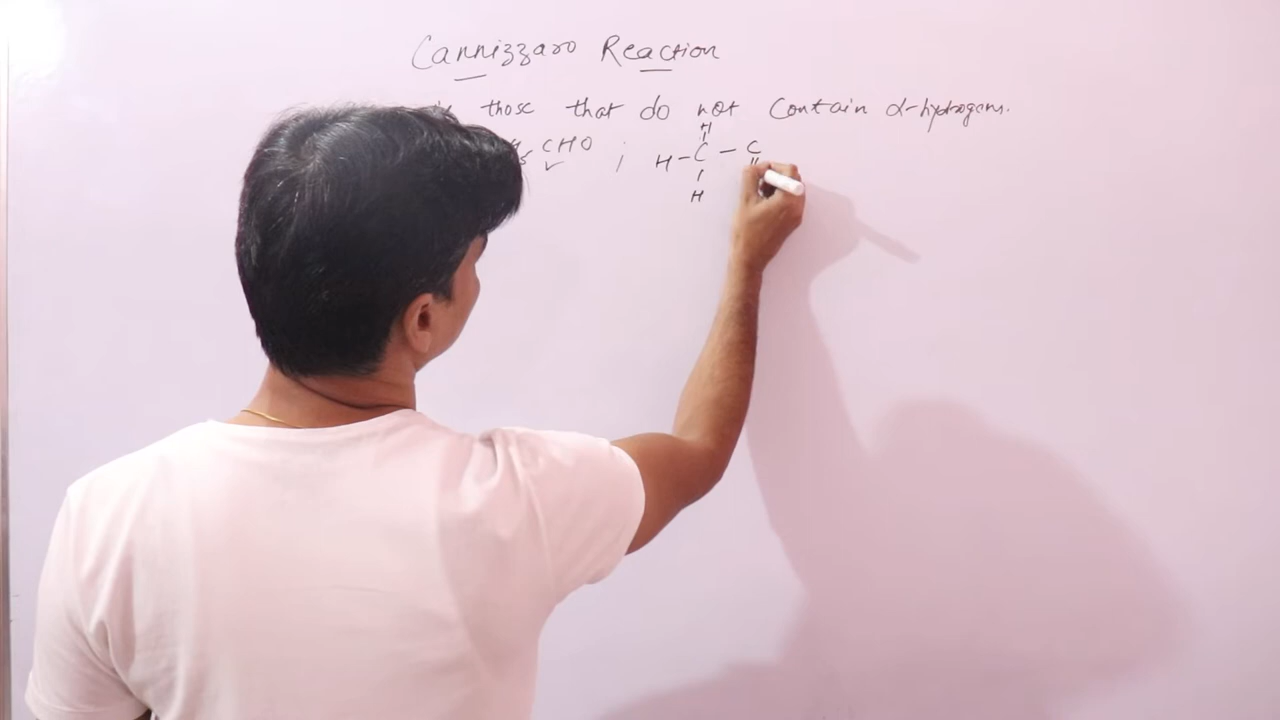 Cannizzaro Reaction
those that do not contain α-hydrogens.
H
CHO ; H - C - C
H